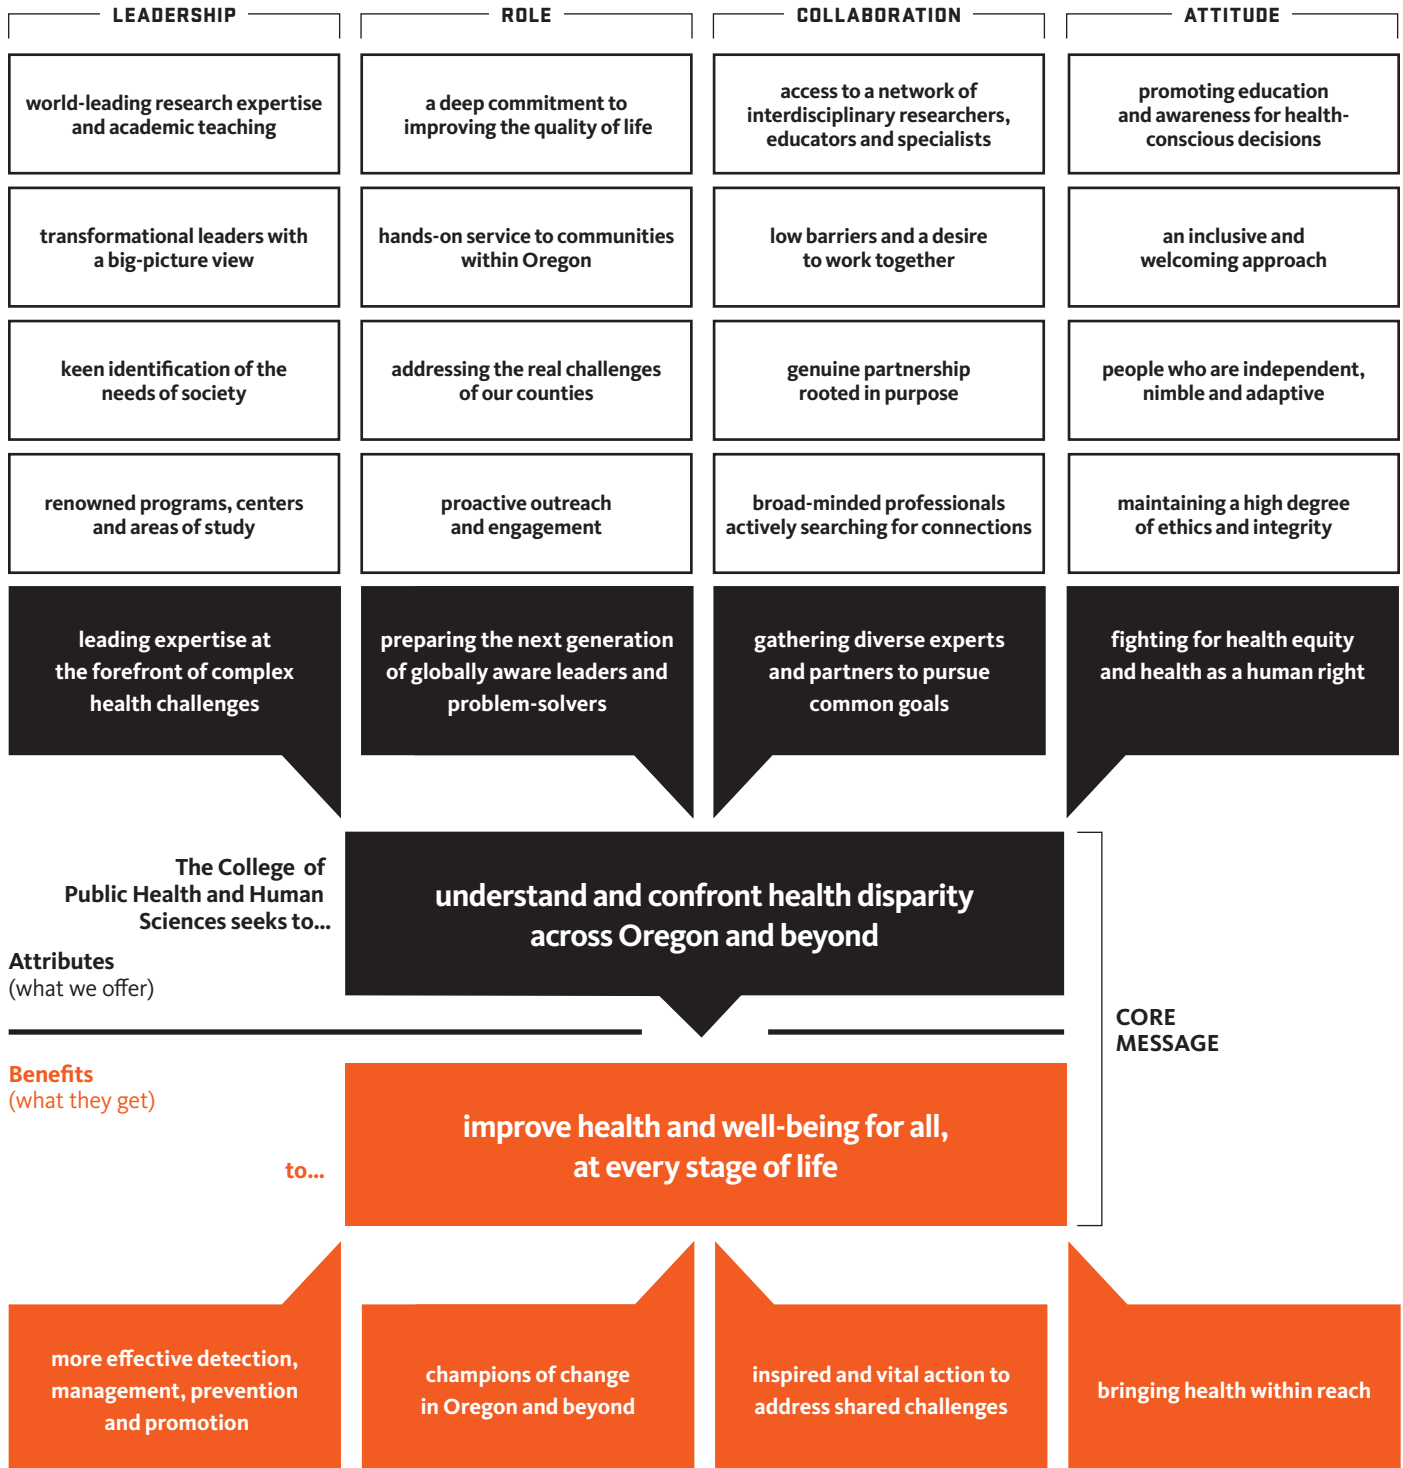 LEADERSHIP
ROLE
COLLABORATION
ATTITUDE
world-leading research expertise
and academic teaching
a deep commitment to
improving the quality of life
access to a network of
interdisciplinary researchers,
educators and specialists
promoting education
and awareness for health-
conscious decisions
transformational leaders with
a big-picture view
hands-on service to communities
within Oregon
low barriers and a desire
to work together
an inclusive and
welcoming approach
keen identification of the
needs of society
addressing the real challenges
of our counties
genuine partnership
rooted in purpose
people who are independent,
nimble and adaptive
renowned programs, centers
and areas of study
proactive outreach
and engagement
broad-minded professionals
actively searching for connections
maintaining a high degree
of ethics and integrity
leading expertise at
the forefront of complex
health challenges
preparing the next generation
of globally aware leaders and
problem-solvers
gathering diverse experts
and partners to pursue
common goals
fighting for health equity
and health as a human right
The College of
Public Health and Human
Sciences seeks to...
understand and confront health disparity
across Oregon and beyond
Attributes
(what we offer)
CORE
MESSAGE
Benefits
(what they get)
to...
improve health and well-being for all,
at every stage of life
more effective detection,
management, prevention
and promotion
champions of change
in Oregon and beyond
inspired and vital action to
address shared challenges
bringing health within reach